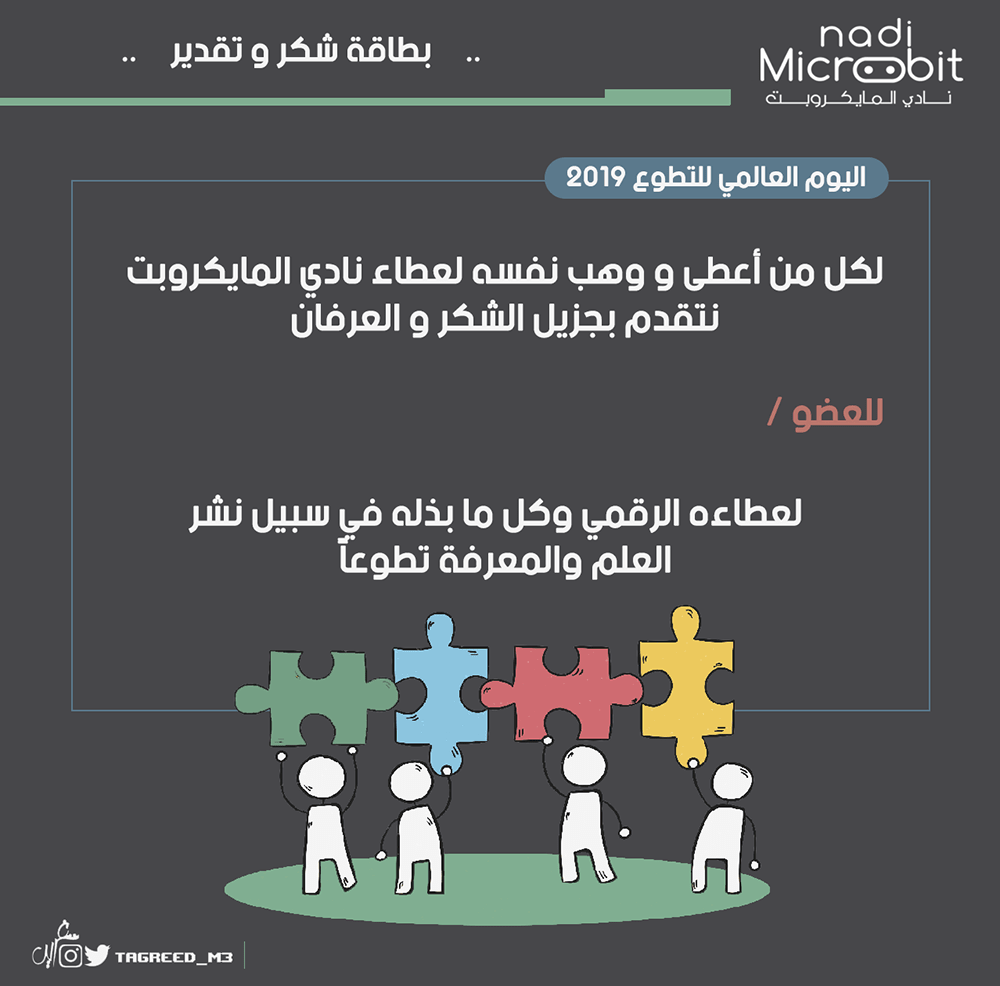 nadi
Microbit
نادي المايكروبت
.. بطاقة شكر و تقدير ..
اليوم العالمي للتطوع 2019
لكل من أعطى و وهب نفسه لعطاء نادي المايكروبت
نتقدم بجزيل الشكر و العرفان
للعضو /
لعطاءه الرقمي وكل ما بذله في سبيل نشر
العلم والمعرفة تطوعاً
TAGREED_M3